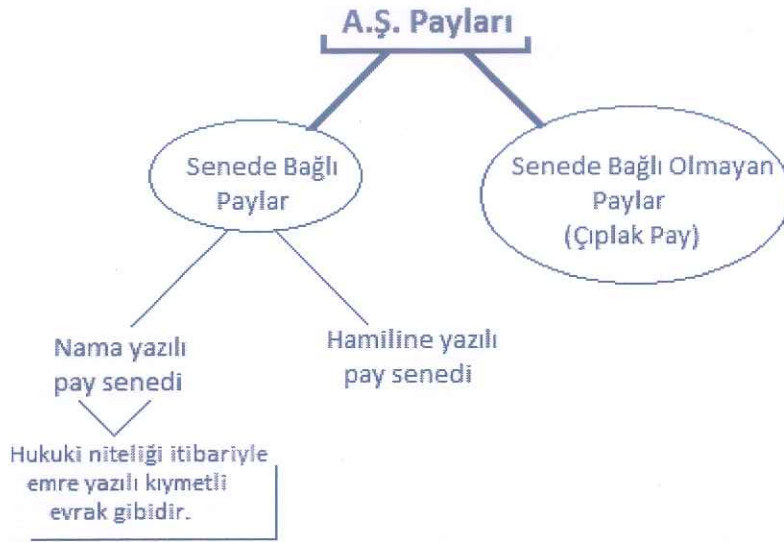 A.Ş. Payları
Senede Bağlı
Paylar
Senede Bağlı Olmayan
Paylar
(Çıplak Pay)
Nama yazılı
pay senedi
Hamiline yazılı
pay senedi
Hukuki niteliği itibariyle
emre yazılı kıymetli
evrak gibidir.